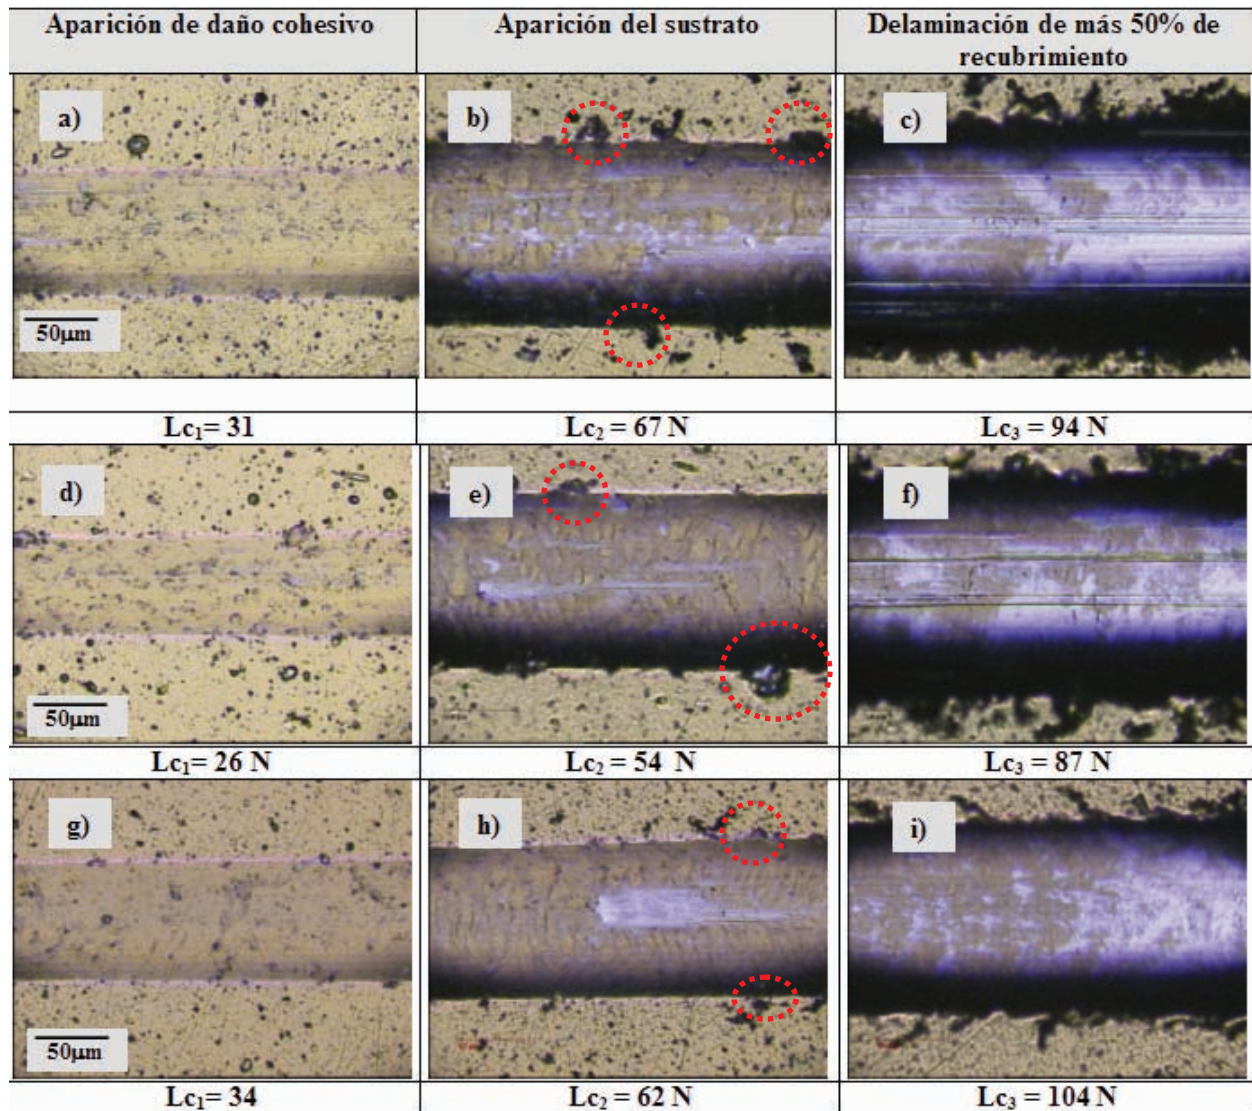 Aparición de daño cohesivo
Aparición del sustrato
Delaminación de más 50% de
recubrimiento
a)
b)
c)
50μm
Lc₁= 31
Lc₂ = 67 N
Lc₃ = 94 N
d)
e)
f)
50μm
Lc₁= 26 N
Lc₂ = 54 N
Lc₃ = 87 N
g)
h)
i)
50μm
Lc₁= 34
Lc₂ = 62 N
Lc₃ = 104 N